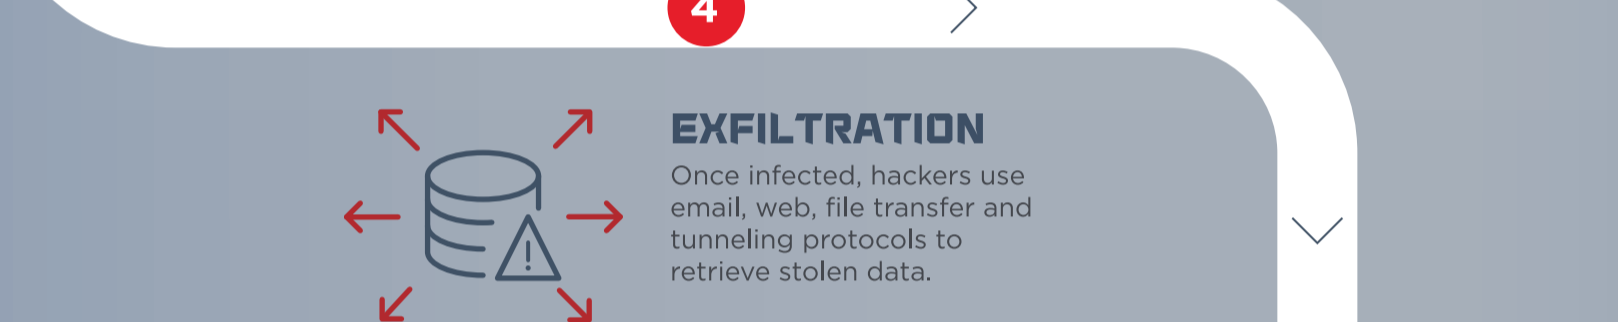 4
EXFILTRATION
Once infected, hackers use
email, web, file transfer and
tunneling protocols to
retrieve stolen data.